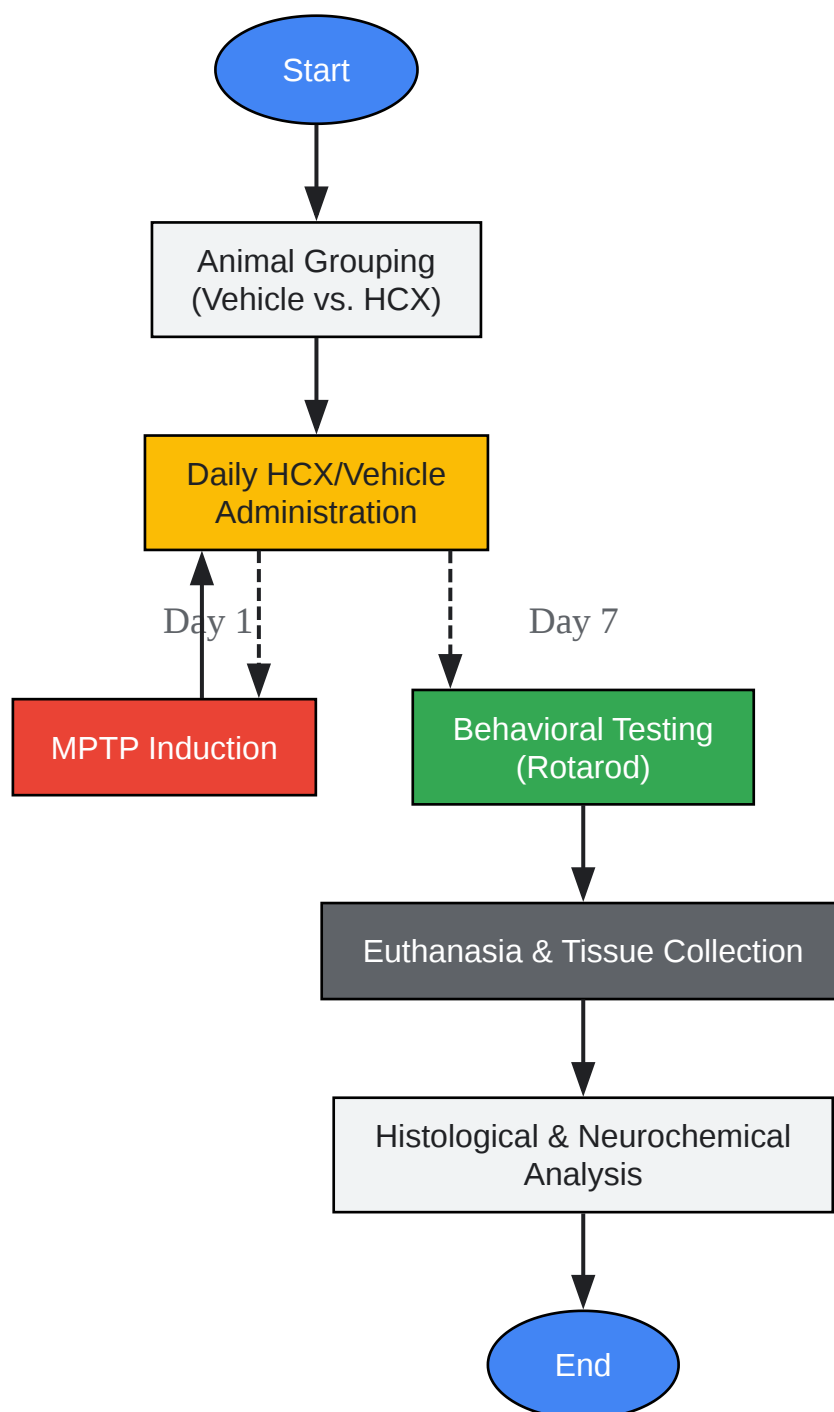 Start
Animal Grouping
(Vehicle vs. HCX)
Daily HCX/Vehicle
Administration
Day 1
Day 7
MPTP Induction
Behavioral Testing
(Rotarod)
Euthanasia & Tissue Collection
Histological & Neurochemical
Analysis
End